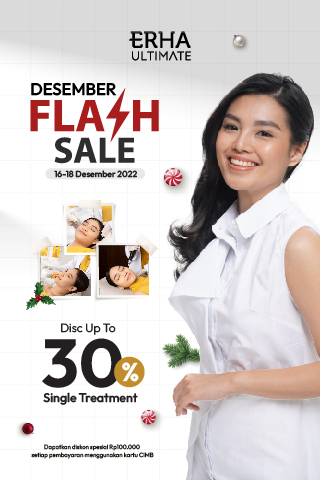 ERHA
ULTIMATE
DESEMBER
FLASH
SALE
16-18 Desember 2022
Disc Up To
30%
Single Treatment
Dapatkan diskon spesial Rp100.000
setiap pembayaran menggunakan kartu CIMB